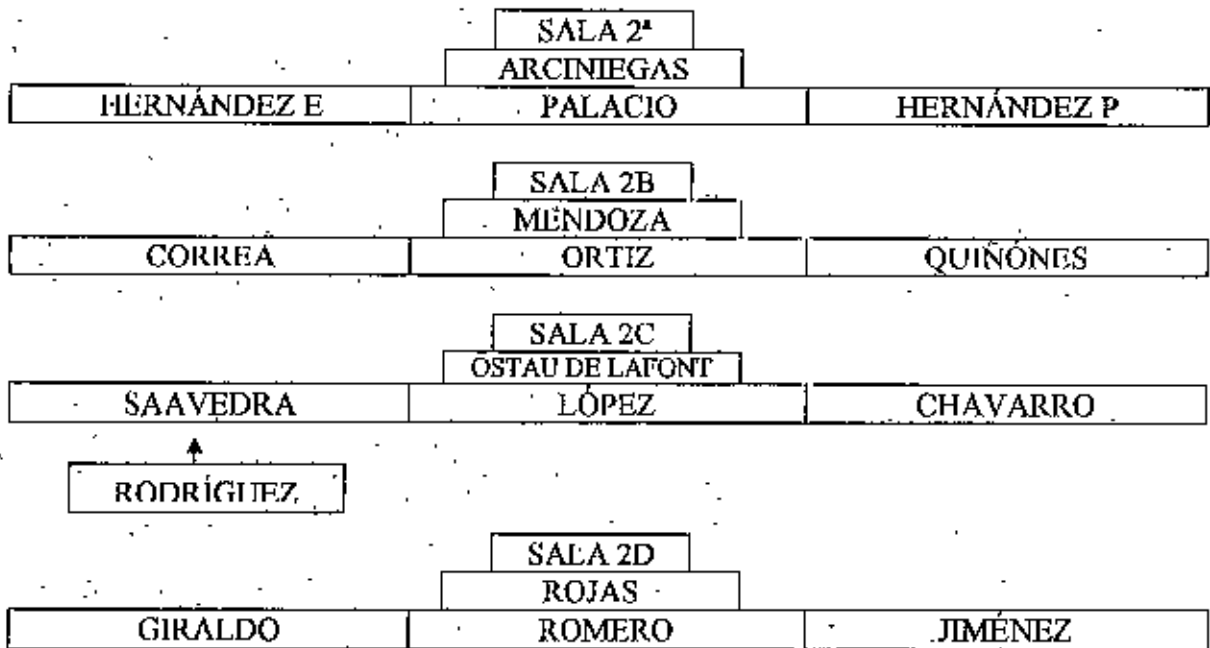 SALA 2ª
ARCINIEGAS
HERNÁNDEZ E PALACIO HERNÁNDEZ P
SALA 2B
MENDOZA
CORREA ORTIZ QUIÑÓNES
SALA 2C
OSTAU DE LAFONT
SAAVEDRA LÓPEZ CHAVARRO
RODRÍGUEZ
SALA 2D
ROJAS
GIRALDO ROMERO JIMÉNEZ